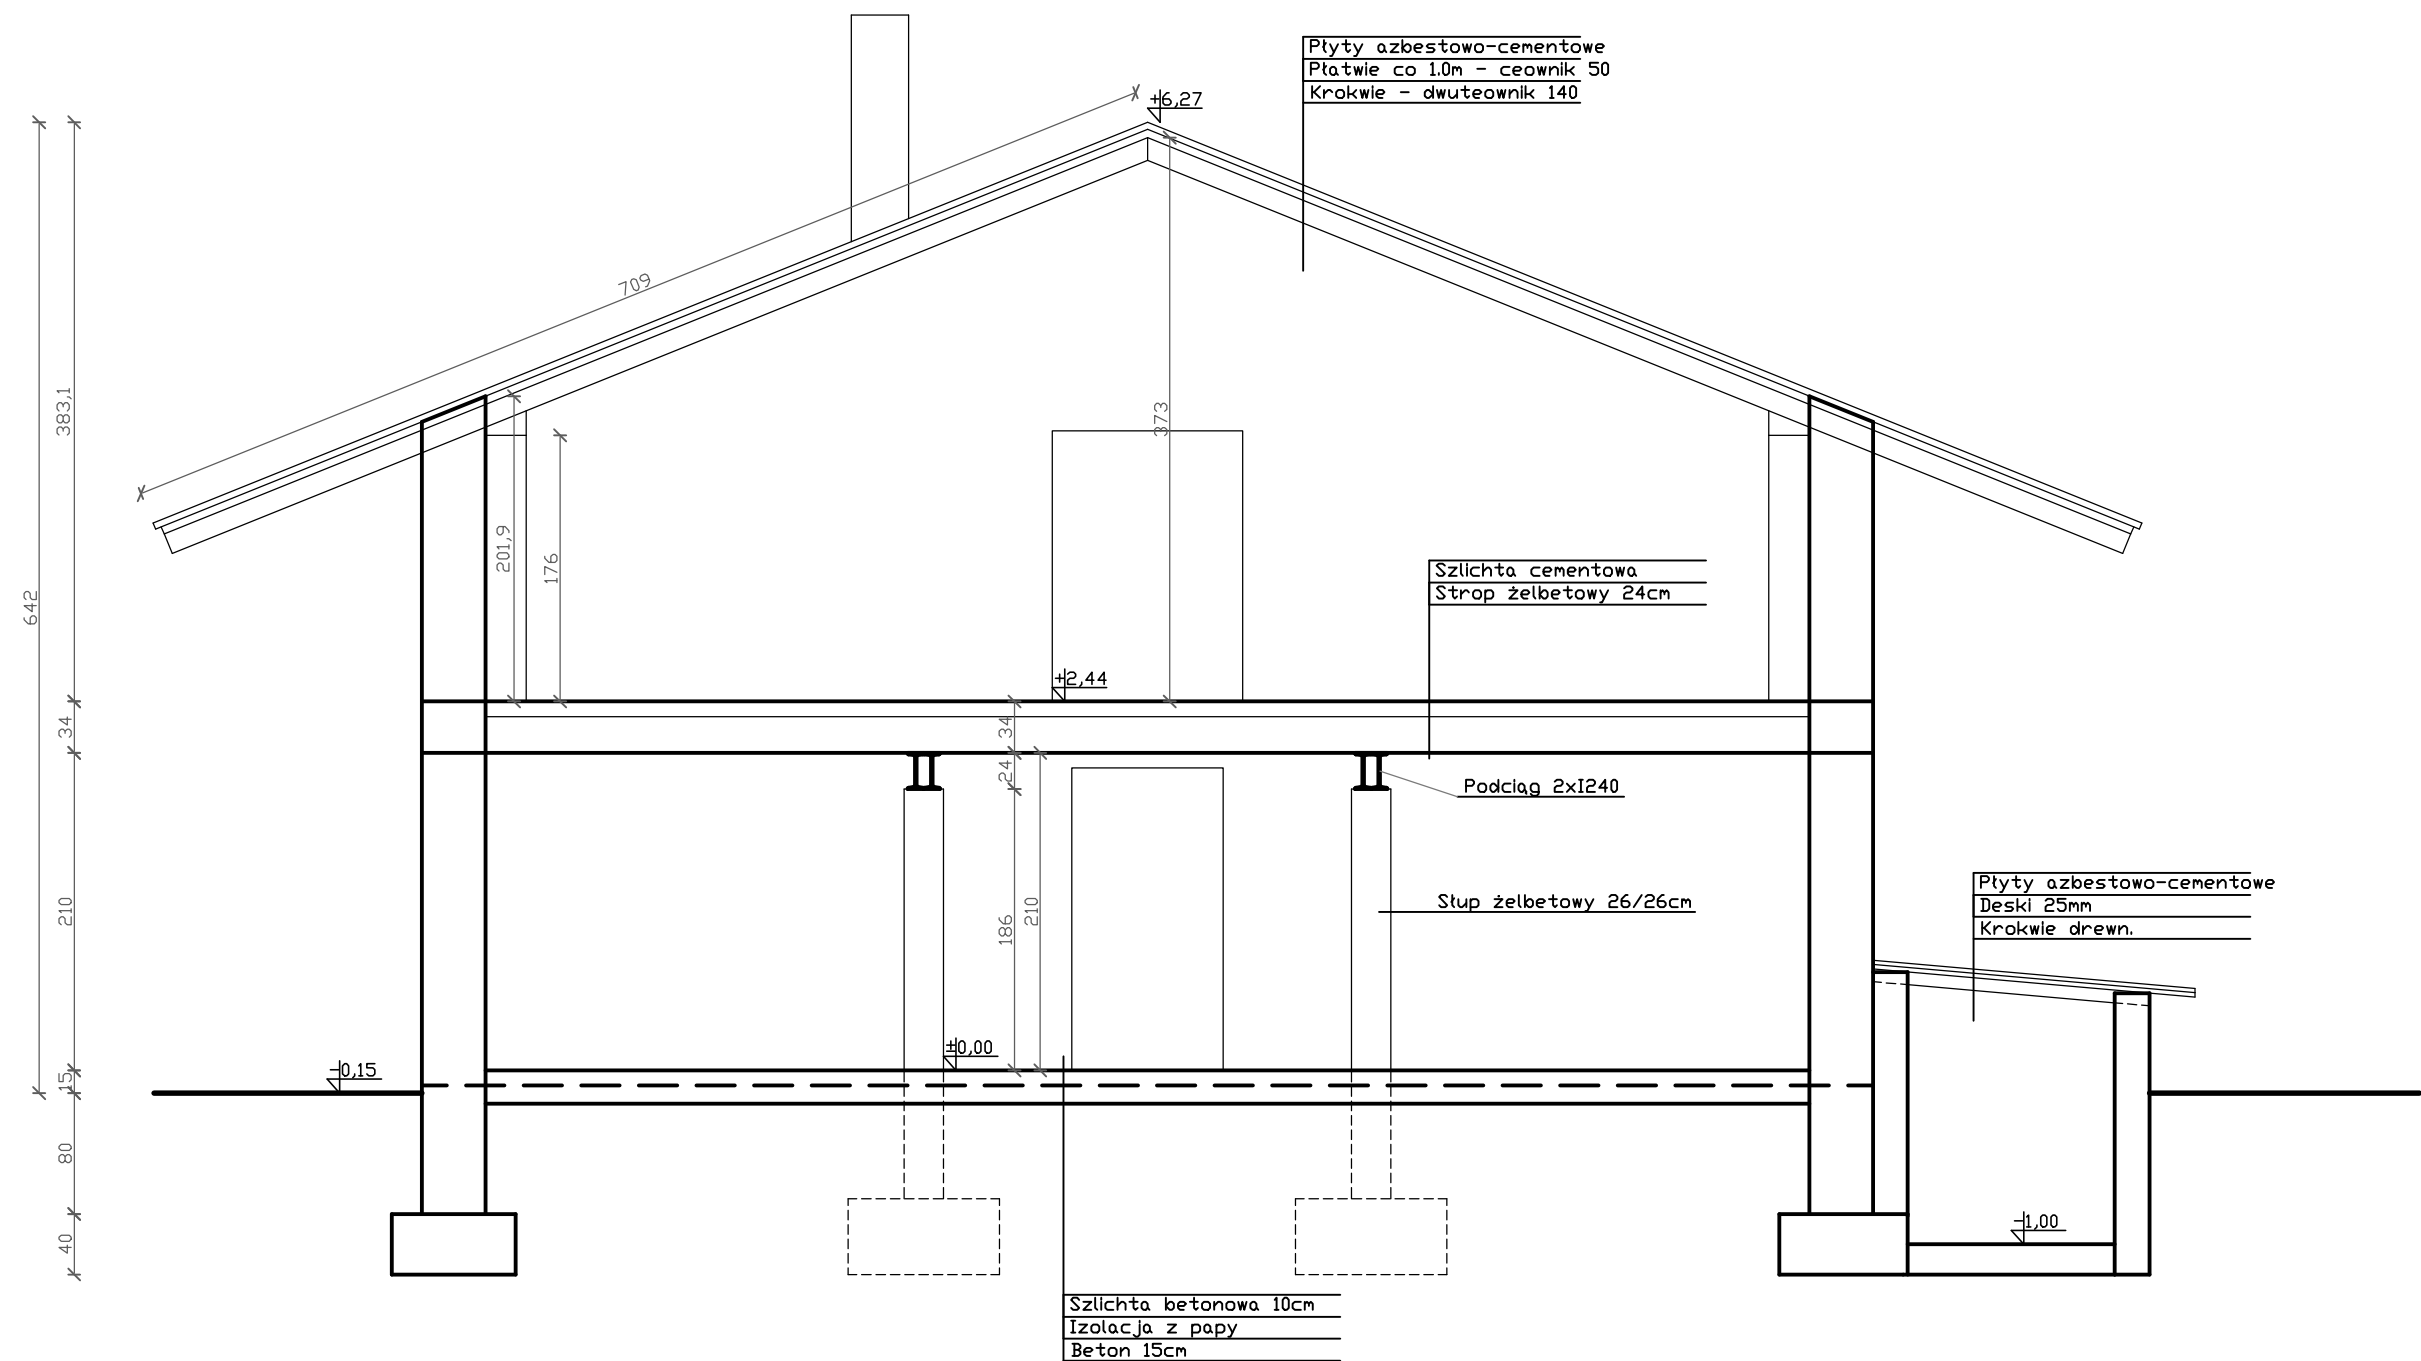 Płyty azbestowo-cementowe
Płatwie co 1.0m - ceownik 50
Krokwie - dwuteownik 140
+6,27
709
383,1
373
201,9
176
642
Szlichta cementowa
Strop żelbetowy 24cm
+2,44
34
34
24
Podciąg 2xI240
Słup żelbetowy 26/26cm
210
186
210
Płyty azbestowo-cementowe
Deski 25mm
Krokwie drewn.
±0,00
-0,15
15
80
40
-1,00
Szlichta betonowa 10cm
Izolacja z papy
Beton 15cm